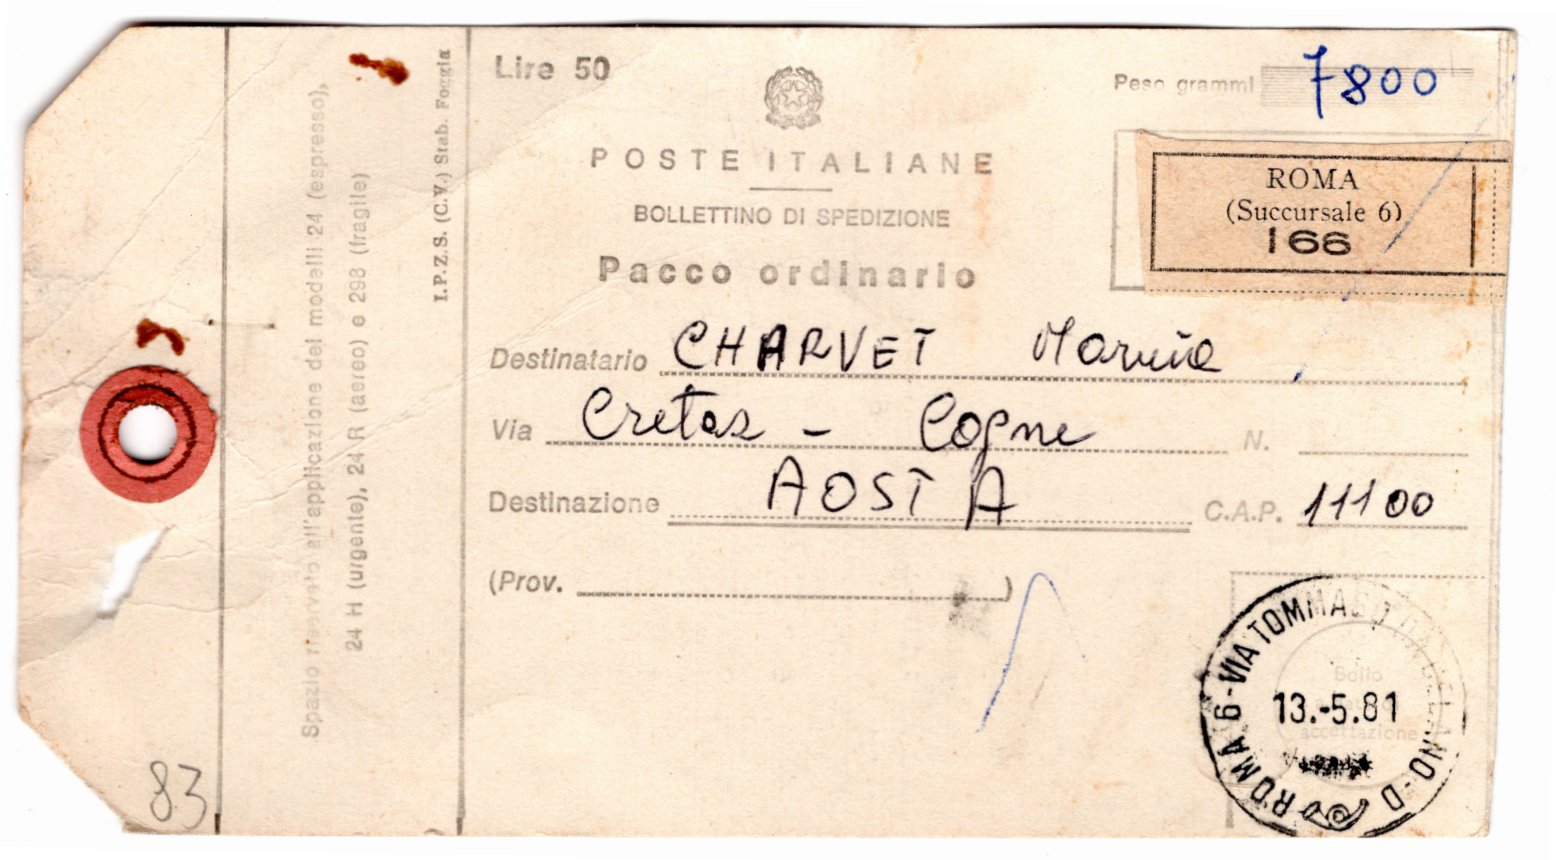 Lire 50
Peso grammi 7800
POSTE ITALIANE
BOLLETTINO DI SPEDIZIONE
Pacco ordinario
ROMA
(Succursale 6)
166
Destinatario CHARVET
Via Cretaz - Cogne N.
Destinazione AOSTA C.A.P. 11100
(Prov. )
Spazio riservato all'applicazione dei modelli 24 (espresso),
24 H (urgente), 24 R (aereo) e 298 (fragile)
I.P.Z.S. (C.V.) Stab. Foggia
ROMA 6 - VIA TOMMASO D'AQUINO - D
Bollo
13.-5.81
accettazione
83